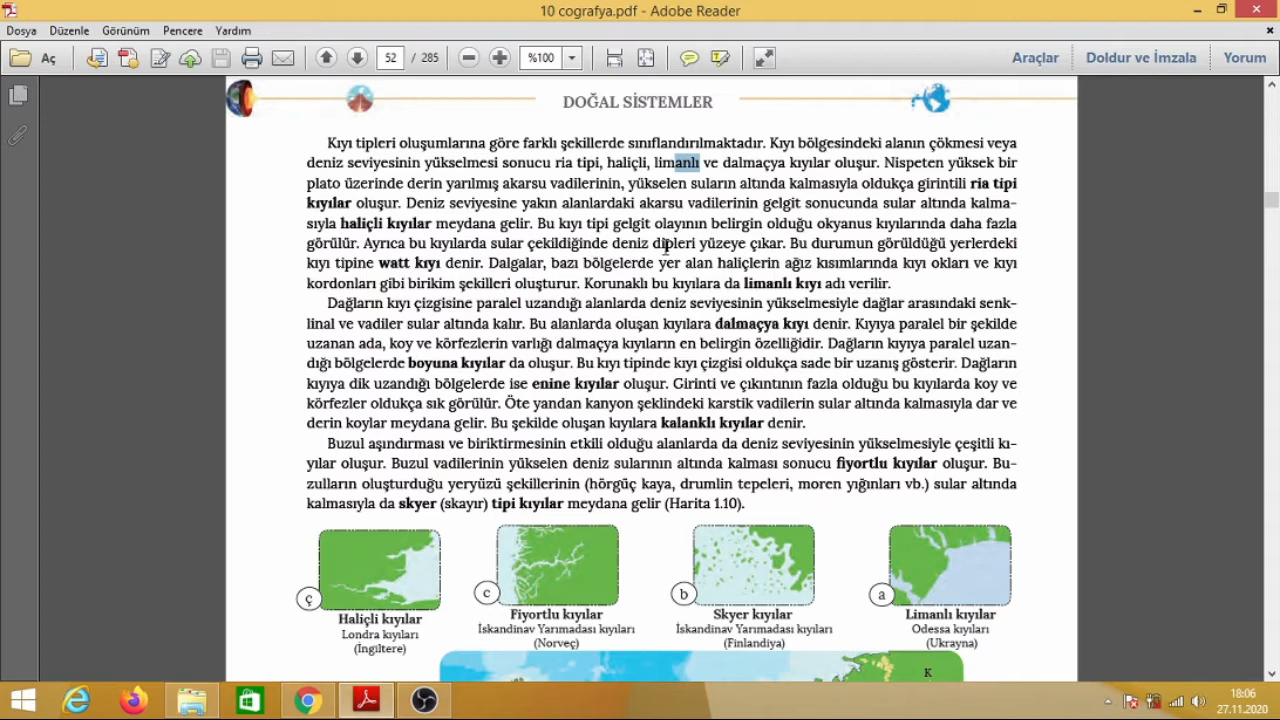 10 cografya.pdf - Adobe Reader
Dosya Düzenle Görünüm Pencere Yardım
Aç 52 / 285 %100 Araçlar Doldur ve İmzala Yorum
DOĞAL SİSTEMLER
Kıyı tipleri oluşumlarına göre farklı şekillerde sınıflandırılmaktadır. Kıyı bölgesindeki alanın çökmesi veya
deniz seviyesinin yükselmesi sonucu ria tipi, haliçli, limanlı ve dalmaçya kıyılar oluşur. Nispeten yüksek bir
plato üzerinde derin yarılmış akarsu vadilerinin, yükselen suların altında kalmasıyla oldukça girintili ria tipi
kıyılar oluşur. Deniz seviyesine yakın alanlardaki akarsu vadilerinin gelgit sonucunda sular altında kalma-
sıyla haliçli kıyılar meydana gelir. Bu kıyı tipi gelgit olayının belirgin olduğu okyanus kıyılarında daha fazla
görülür. Ayrıca bu kıyılarda sular çekildiğinde deniz dipleri yüzeye çıkar. Bu durumun görüldüğü yerlerdeki
kıyı tipine watt kıyı denir. Dalgalar, bazı bölgelerde yer alan haliçlerin ağız kısımlarında kıyı okları ve kıyı
kordonları gibi birikim şekilleri oluşturur. Korunaklı bu kıyılara da limanlı kıyı adı verilir.
Dağların kıyı çizgisine paralel uzandığı alanlarda deniz seviyesinin yükselmesiyle dağlar arasındaki senk-
linal ve vadiler sular altında kalır. Bu alanlarda oluşan kıyılara dalmaçya kıyı denir. Kıyıya paralel bir şekilde
uzanan ada, koy ve körfezlerin varlığı dalmaçya kıyıların en belirgin özelliğidir. Dağların kıyıya paralel uzan-
dığı bölgelerde boyuna kıyılar da oluşur. Bu kıyı tipinde kıyı çizgisi oldukça sade bir uzanış gösterir. Dağların
kıyıya dik uzandığı bölgelerde ise enine kıyılar oluşur. Girinti ve çıkıntının fazla olduğu bu kıyılarda koy ve
körfezler oldukça sık görülür. Öte yandan kanyon şeklindeki karstik vadilerin sular altında kalmasıyla dar ve
derin koylar meydana gelir. Bu şekilde oluşan kıyılara kalanklı kıyılar denir.
Buzul aşındırması ve biriktirmesinin etkili olduğu alanlarda da deniz seviyesinin yükselmesiyle çeşitli kı-
yılar oluşur. Buzul vadilerinin yükselen deniz sularının altında kalması sonucu fiyortlu kıyılar oluşur. Bu-
zulların oluşturduğu yeryüzü şekillerinin (hörgüç kaya, drumlin tepeleri, moren yığınları vb.) sular altında
kalmasıyla da skyer (skayır) tipi kıyılar meydana gelir (Harita 1.10).
ç c b a
Haliçli kıyılar Fiyortlu kıyılar Skyer kıyılar Limanlı kıyılar
Londra kıyıları İskandinav Yarımadası kıyıları İskandinav Yarımadası kıyıları Odessa kıyıları
(İngiltere) (Norveç) (Finlandiya) (Ukrayna)
K
18:06
27.11.2020